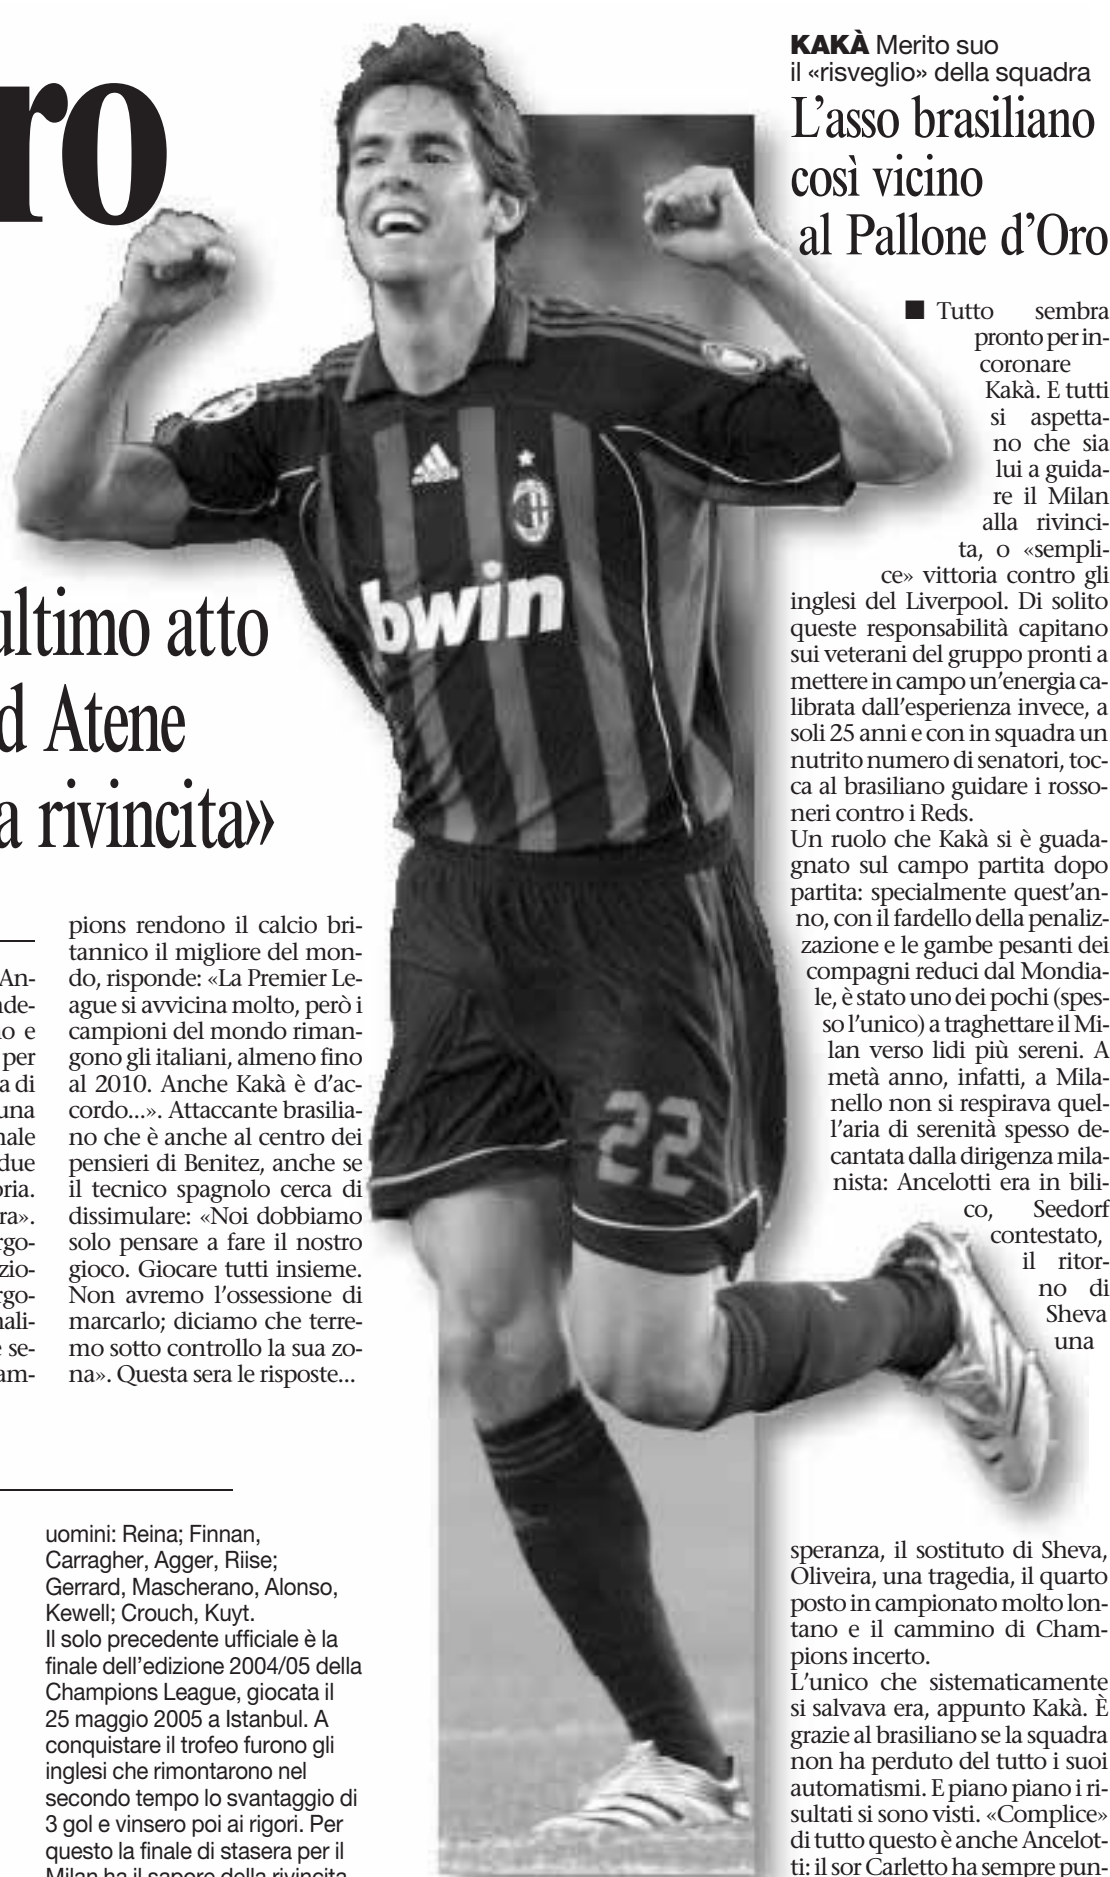 ro
ultimo atto
d Atene
a rivincita»
An-
nde-
no e
per
a di
una
nale
due
oria.
ra».
rgo-
zio-
rgo-
nali-
e se-
am-
pions rendono il calcio bri-
tannico il migliore del mon-
do, risponde: «La Premier Le-
ague si avvicina molto, però i
campioni del mondo riman-
gono gli italiani, almeno fino
al 2010. Anche Kakà è d'ac-
cordo...». Attaccante brasilia-
no che è anche al centro dei
pensieri di Benitez, anche se
il tecnico spagnolo cerca di
dissimulare: «Noi dobbiamo
solo pensare a fare il nostro
gioco. Giocare tutti insieme.
Non avremo l'ossessione di
marcarlo; diciamo che terre-
mo sotto controllo la sua zo-
na». Questa sera le risposte...
uomini: Reina; Finnan,
Carragher, Agger, Riise;
Gerrard, Mascherano, Alonso,
Kewell; Crouch, Kuyt.
Il solo precedente ufficiale è la
finale dell'edizione 2004/05 della
Champions League, giocata il
25 maggio 2005 a Istanbul. A
conquistare il trofeo furono gli
inglesi che rimontarono nel
secondo tempo lo svantaggio di
3 gol e vinsero poi ai rigori. Per
questo la finale di stasera per il
Milan ha il sapore della rivincita
adidas
bwin
22
KAKÀ Merito suo
il «risveglio» della squadra
L'asso brasiliano
così vicino
al Pallone d'Oro
■ Tutto sembra
pronto per in-
coronare
Kakà. E tutti
si aspetta-
no che sia
lui a guida-
re il Milan
alla rivinci-
ta, o «sempli-
ce» vittoria contro gli
inglesi del Liverpool. Di solito
queste responsabilità capitano
sui veterani del gruppo pronti a
mettere in campo un'energia ca-
librata dall'esperienza invece, a
soli 25 anni e con in squadra un
nutrito numero di senatori, toc-
ca al brasiliano guidare i rosso-
neri contro i Reds.
Un ruolo che Kakà si è guada-
gnato sul campo partita dopo
partita: specialmente quest'an-
no, con il fardello della penaliz-
zazione e le gambe pesanti dei
compagni reduci dal Mondia-
le, è stato uno dei pochi (spes-
so l'unico) a traghettare il Mi-
lan verso lidi più sereni. A
metà anno, infatti, a Mila-
nello non si respirava quel-
l'aria di serenità spesso de-
cantata dalla dirigenza mila-
nista: Ancelotti era in bili-
co, Seedorf
contestato,
il ritor-
no di
Sheva
una
speranza, il sostituto di Sheva,
Oliveira, una tragedia, il quarto
posto in campionato molto lon-
tano e il cammino di Cham-
pions incerto.
L'unico che sistematicamente
si salvava era, appunto Kakà. È
grazie al brasiliano se la squadra
non ha perduto del tutto i suoi
automatismi. E piano piano i ri-
sultati si sono visti. «Complice»
di tutto questo è anche Ancelot-
ti: il sor Carletto ha sempre pun-